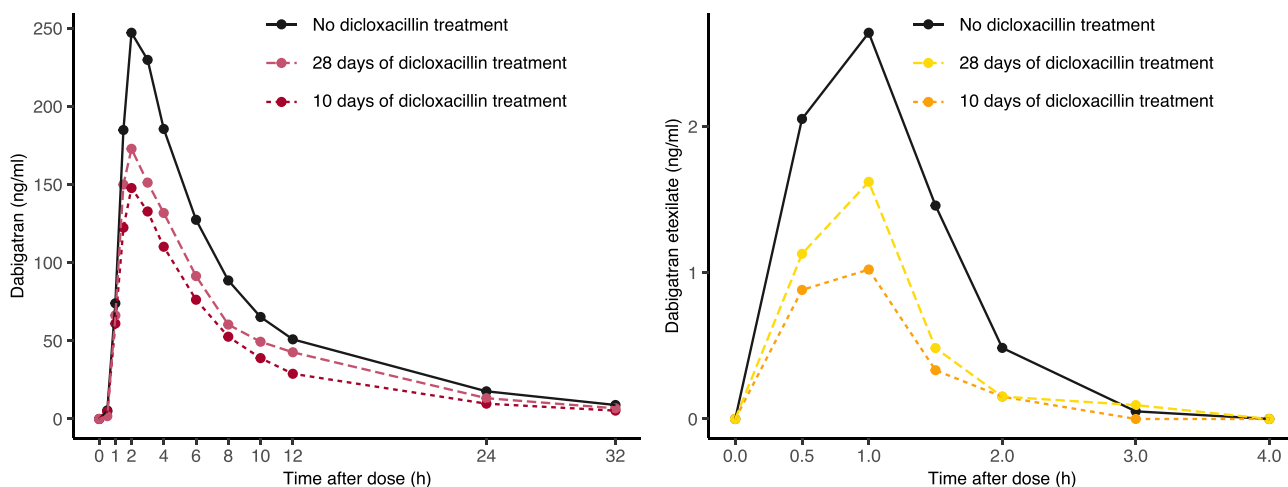 No dicloxacillin treatment
28 days of dicloxacillin treatment
10 days of dicloxacillin treatment
250
200
150
100
50
0
Dabigatran (ng/ml)
0 1 2 4 6 8 10 12 24 32
Time after dose (h)
No dicloxacillin treatment
28 days of dicloxacillin treatment
10 days of dicloxacillin treatment
2
1
0
Dabigatran etexilate (ng/ml)
0.0 0.5 1.0 1.5 2.0 3.0 4.0
Time after dose (h)